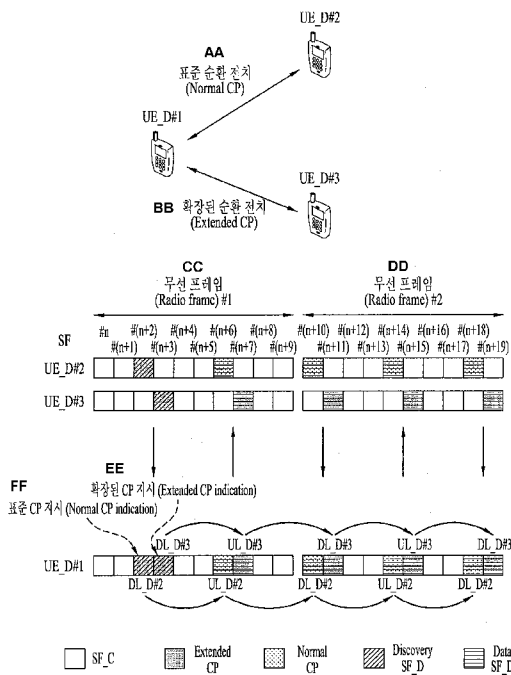 UE_D#2
AA
표준 순환 전치
(Normal CP)
UE_D#1
UE_D#3
BB 확장된 순환 전치
(Extended CP)
CC
무선 프레임
(Radio frame) #1
DD
무선 프레임
(Radio frame) #2
SF
#n #(n+2) #(n+4) #(n+6) #(n+8) #(n+10) #(n+12) #(n+14) #(n+16) #(n+18)
#(n+1) #(n+3) #(n+5) #(n+7) #(n+9) #(n+11) #(n+13) #(n+15) #(n+17) #(n+19)
UE_D#2
UE_D#3
EE
확장된 CP 지시 (Extended CP indication)
FF
표준 CP 지시 (Normal CP indication)
DL_D#3 UL_D#3 DL_D#3 UL_D#3 DL_D#3
UE_D#1
DL_D#2 UL_D#2 DL_D#2 UL_D#2 DL_D#2
SF_C
Extended
CP
Normal
CP
Discovery
SF_D
Data
SF_D